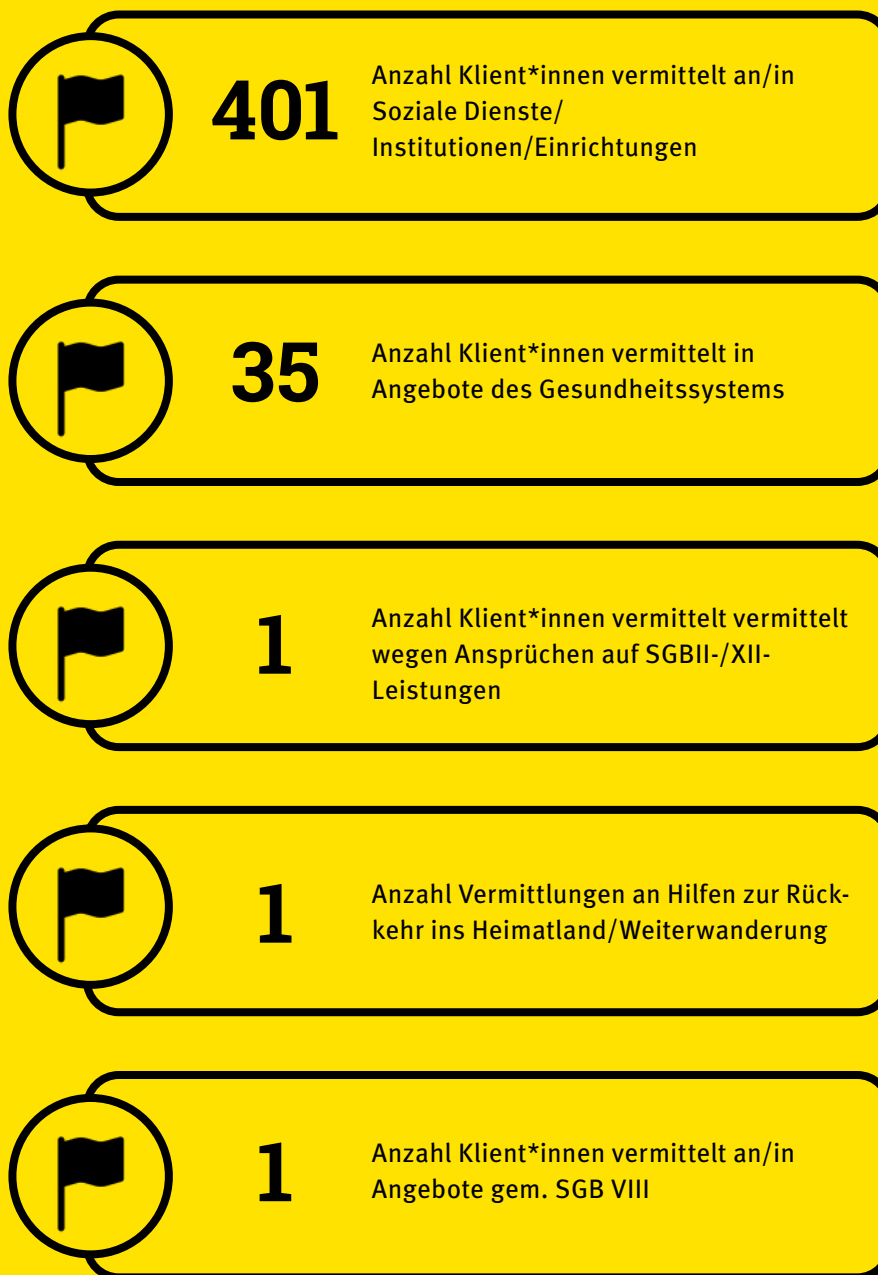 401
Anzahl Klient*innen vermittelt an/in
Soziale Dienste/
Institutionen/Einrichtungen
35
Anzahl Klient*innen vermittelt in
Angebote des Gesundheitssystems
1
Anzahl Klient*innen vermittelt vermittelt
wegen Ansprüchen auf SGBII-/XII-
Leistungen
1
Anzahl Vermittlungen an Hilfen zur Rück-
kehr ins Heimatland/Weiterwanderung
1
Anzahl Klient*innen vermittelt an/in
Angebote gem. SGB VIII